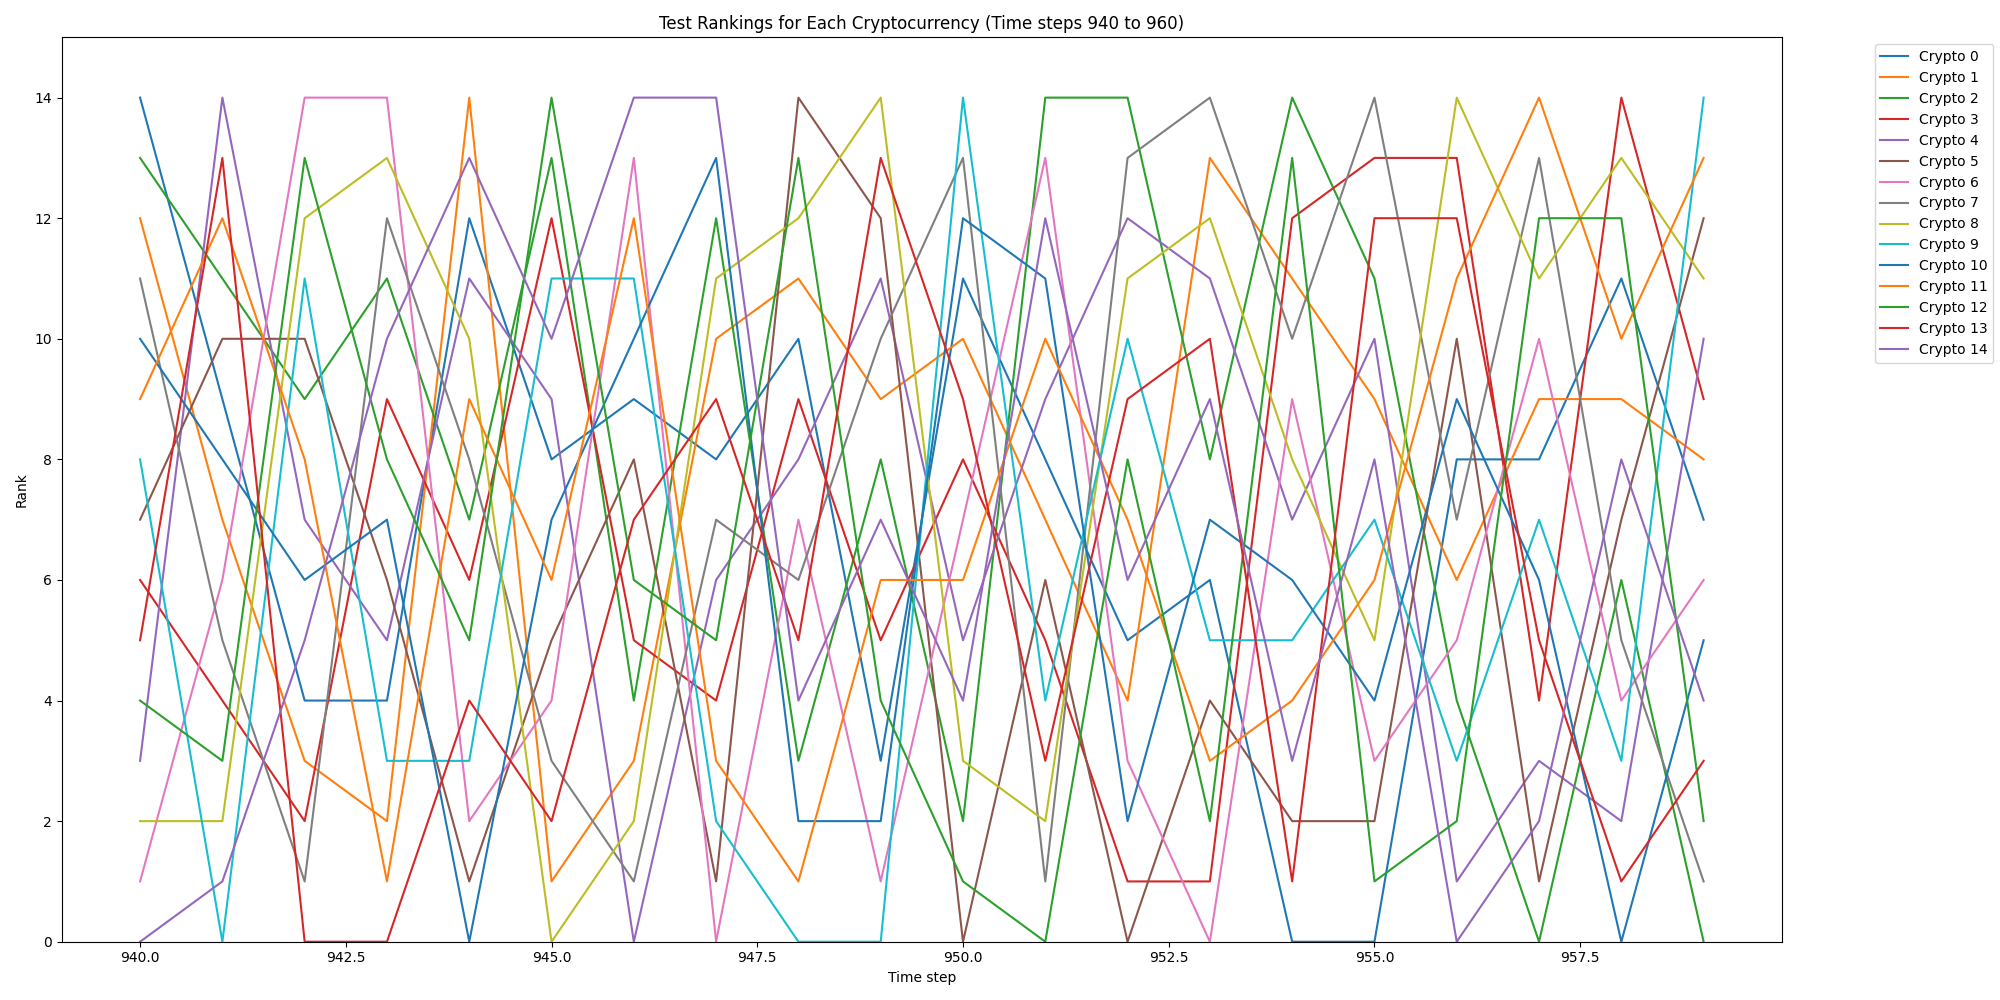 Test Rankings for Each Cryptocurrency (Time steps 940 to 960)
Rank
14
12
10
8
6
4
2
0
940.0 942.5 945.0 947.5 950.0 952.5 955.0 957.5
Time step
Crypto 0
Crypto 1
Crypto 2
Crypto 3
Crypto 4
Crypto 5
Crypto 6
Crypto 7
Crypto 8
Crypto 9
Crypto 10
Crypto 11
Crypto 12
Crypto 13
Crypto 14